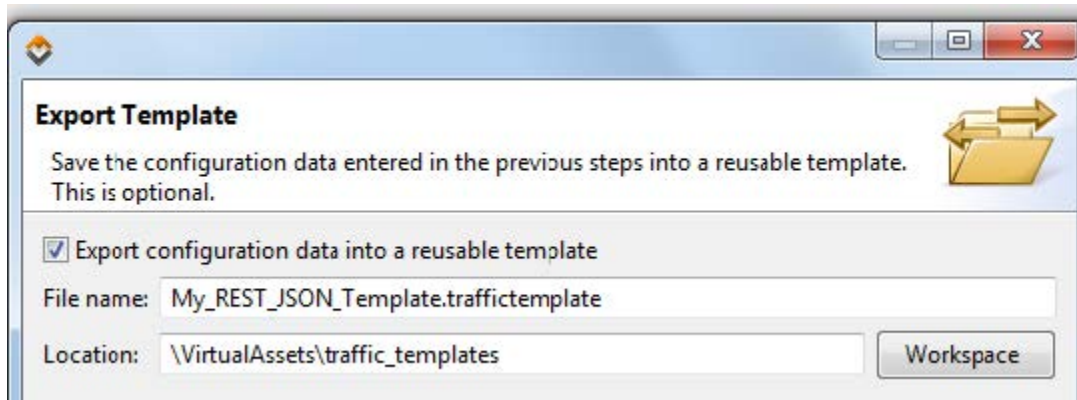 Export Template
Save the configuration data entered in the previous steps into a reusable template.
This is optional.
Export configuration data into a reusable template
File name: My_REST_JSON_Template.traffictemplate
Location: \VirtualAssets\traffic_templates Workspace